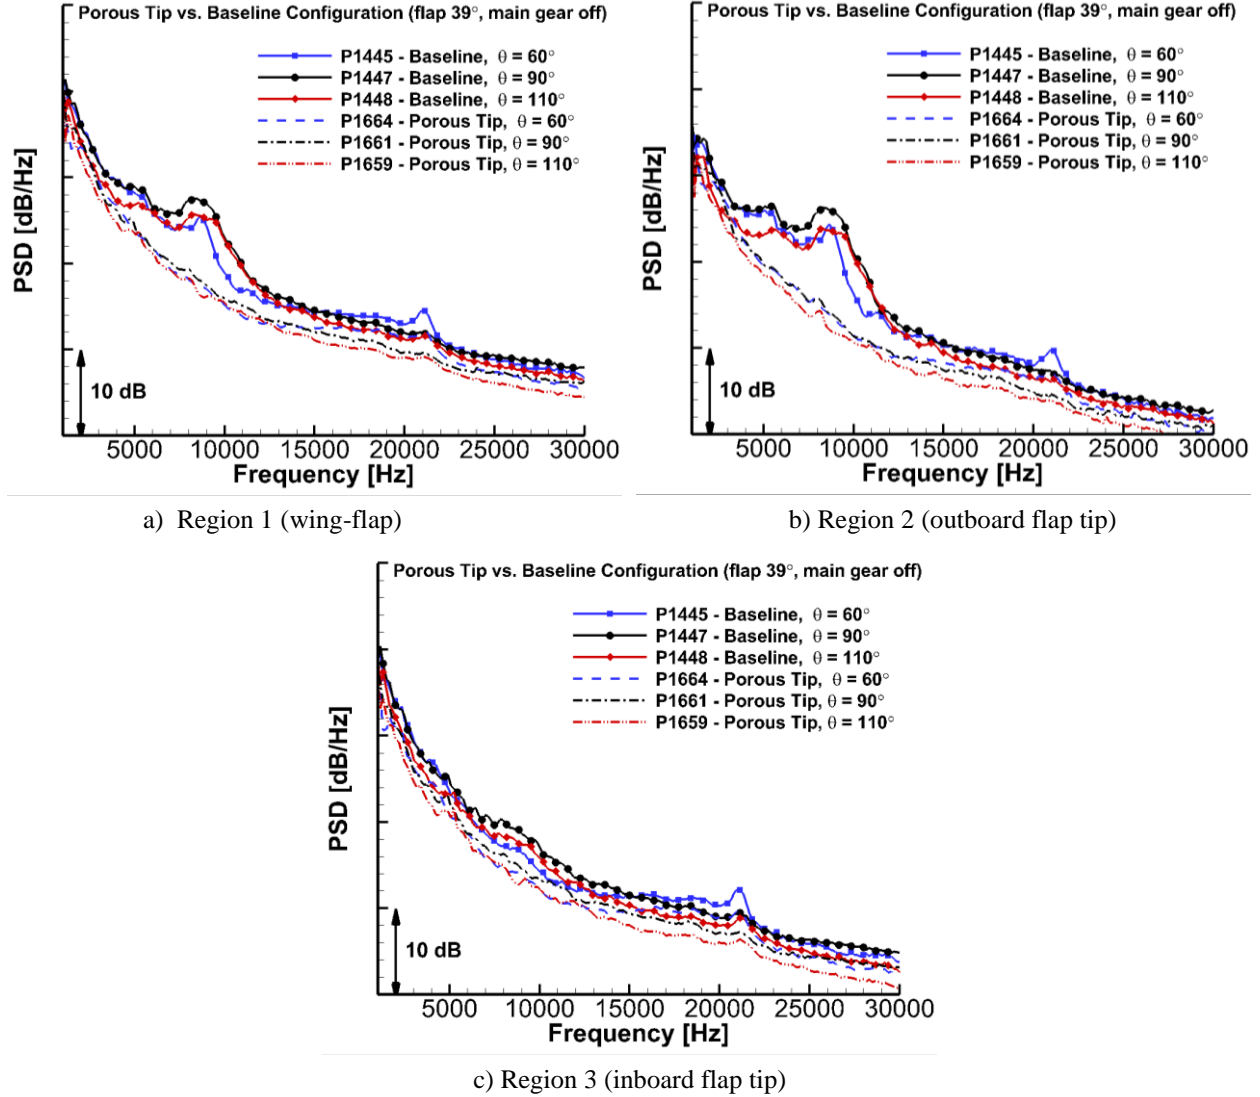 Porous Tip vs. Baseline Configuration (flap 39°, main gear off)
P1445 - Baseline, θ = 60°
P1447 - Baseline, θ = 90°
P1448 - Baseline, θ = 110°
P1664 - Porous Tip, θ = 60°
P1661 - Porous Tip, θ = 90°
P1659 - Porous Tip, θ = 110°
PSD [dB/Hz]
10 dB
5000 10000 15000 20000 25000 30000
Frequency [Hz]
a) Region 1 (wing-flap)
Porous Tip vs. Baseline Configuration (flap 39°, main gear off)
P1445 - Baseline, θ = 60°
P1447 - Baseline, θ = 90°
P1448 - Baseline, θ = 110°
P1664 - Porous Tip, θ = 60°
P1661 - Porous Tip, θ = 90°
P1659 - Porous Tip, θ = 110°
PSD [dB/Hz]
10 dB
5000 10000 15000 20000 25000 30000
Frequency [Hz]
b) Region 2 (outboard flap tip)
Porous Tip vs. Baseline Configuration (flap 39°, main gear off)
P1445 - Baseline, θ = 60°
P1447 - Baseline, θ = 90°
P1448 - Baseline, θ = 110°
P1664 - Porous Tip, θ = 60°
P1661 - Porous Tip, θ = 90°
P1659 - Porous Tip, θ = 110°
PSD [dB/Hz]
10 dB
5000 10000 15000 20000 25000 30000
Frequency [Hz]
c) Region 3 (inboard flap tip)